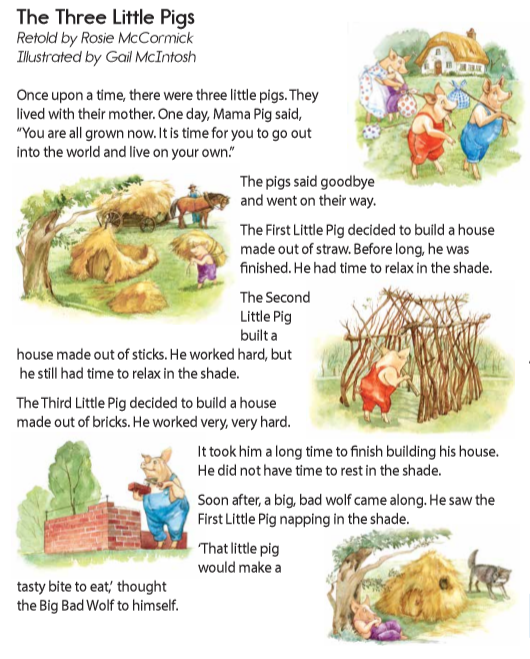 The Three Little Pigs
Retold by Rosie McCormick
Illustrated by Gail McIntosh
Once upon a time, there were three little pigs. They
lived with their mother. One day, Mama Pig said,
“You are all grown now. It is time for you to go out
into the world and live on your own.”
The pigs said goodbye
and went on their way.
The First Little Pig decided to build a house
made out of straw. Before long, he was
finished. He had time to relax in the shade.
The Second
Little Pig
built a
house made out of sticks. He worked hard, but
he still had time to relax in the shade.
The Third Little Pig decided to build a house
made out of bricks. He worked very, very hard.
It took him a long time to finish building his house.
He did not have time to rest in the shade.
Soon after, a big, bad wolf came along. He saw the
First Little Pig napping in the shade.
‘That little pig
would make a
tasty bite to eat,’ thought
the Big Bad Wolf to himself.